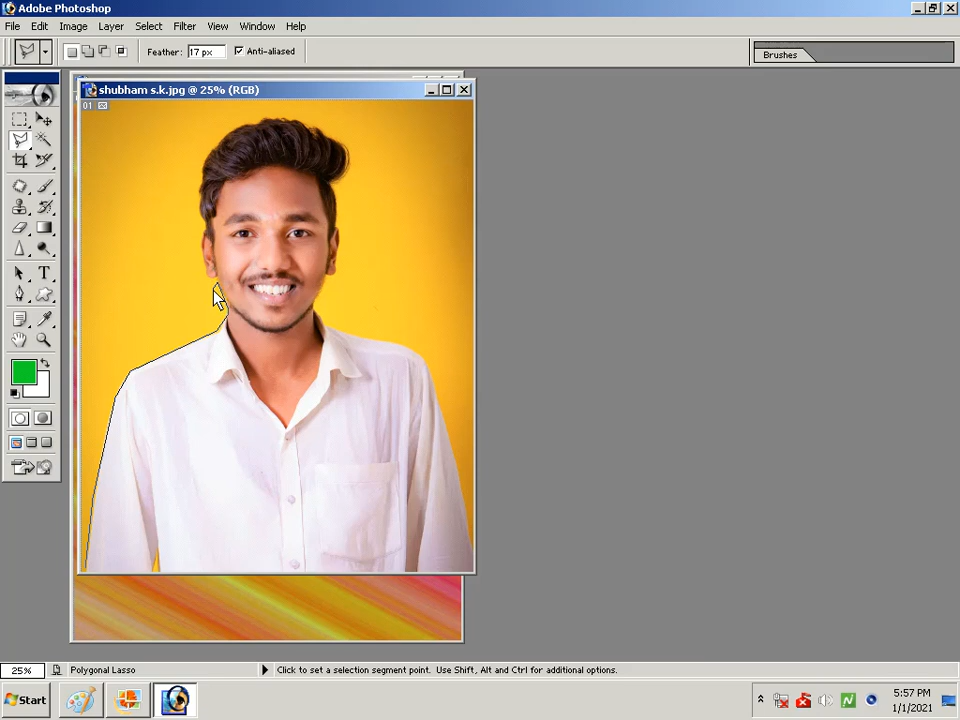 Adobe Photoshop
File Edit Image Layer Select Filter View Window Help
Feather: 17 px Anti-aliased
Brushes
shubham s.k.jpg @ 25% (RGB)
01
T
25% Polygonal Lasso Click to set a selection segment point. Use Shift, Alt and Ctrl for additional options.
Start
N
5:57 PM
1/1/2021